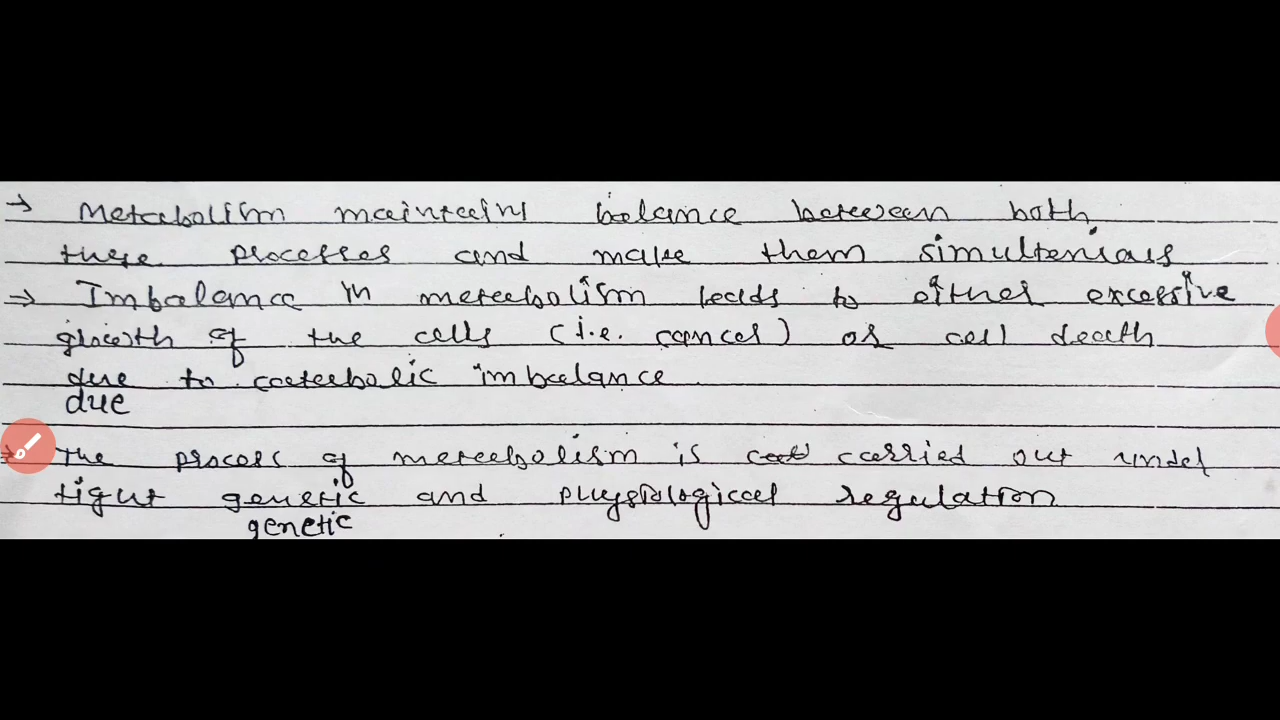 → Metabolism maintains balance between both
these processes and make them simultenious
→ Imbalance in metabolism leads to either excessive
growth of the cells (i.e. cancer) or cell death
due to catabolic imbalance
due
→ The process of metabolism is carried out under
tight genetic and physiological regulation
genetic